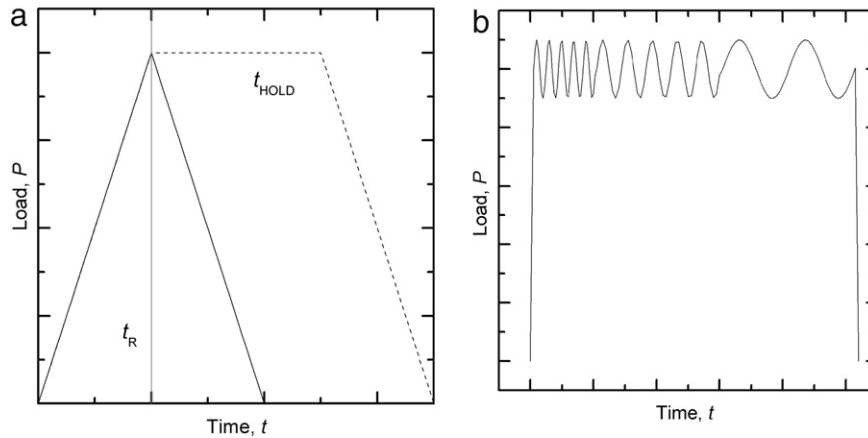 a
Load, P
t_HOLD
t_R
Time, t
b
Load, P
Time, t